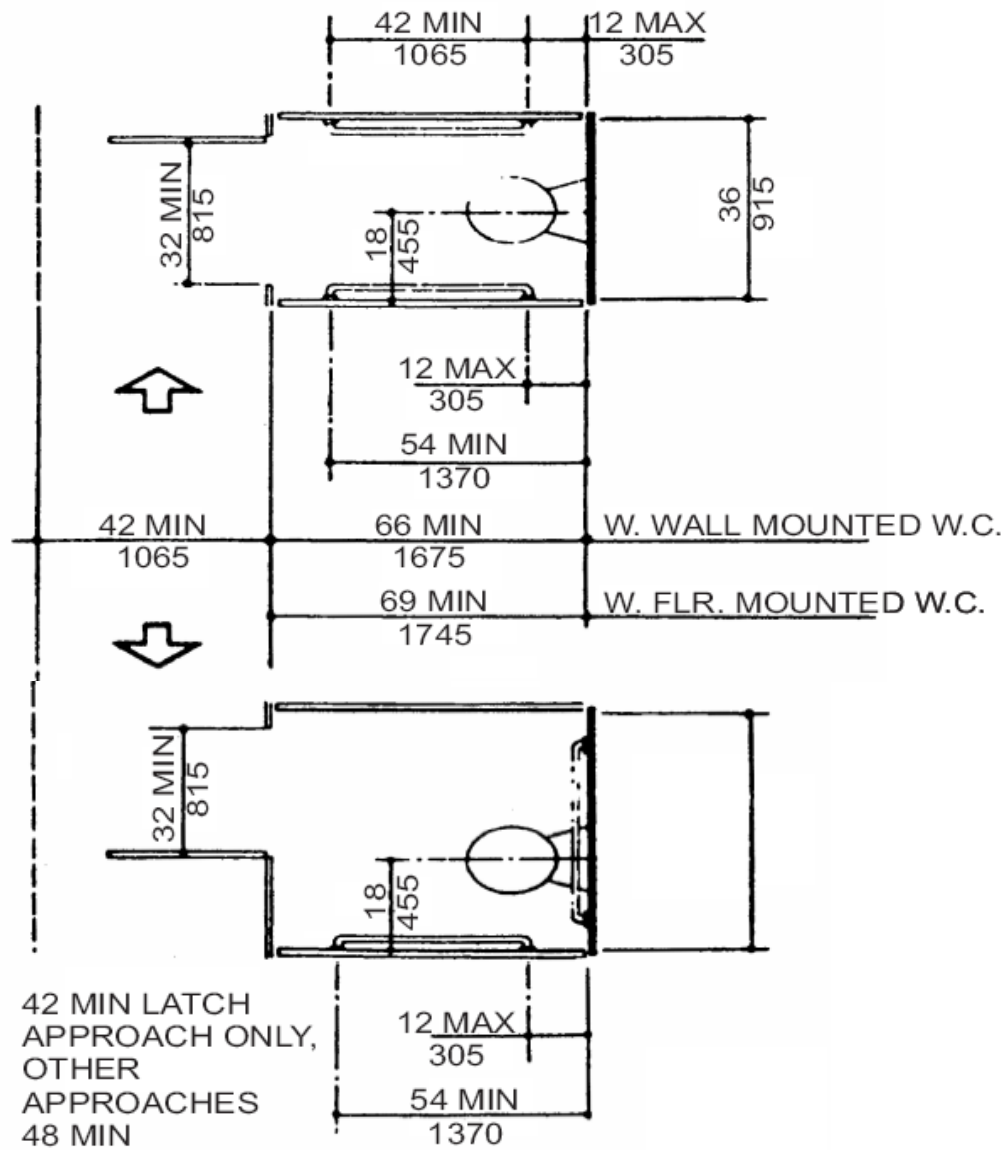 42 MIN
1065
12 MAX
305
32 MIN
815
18
455
36
915
12 MAX
305
54 MIN
1370
42 MIN
1065
66 MIN
1675
W. WALL MOUNTED W.C.
69 MIN
1745
W. FLR. MOUNTED W.C.
32 MIN
815
18
455
42 MIN LATCH
APPROACH ONLY,
OTHER
APPROACHES
48 MIN
12 MAX
305
54 MIN
1370